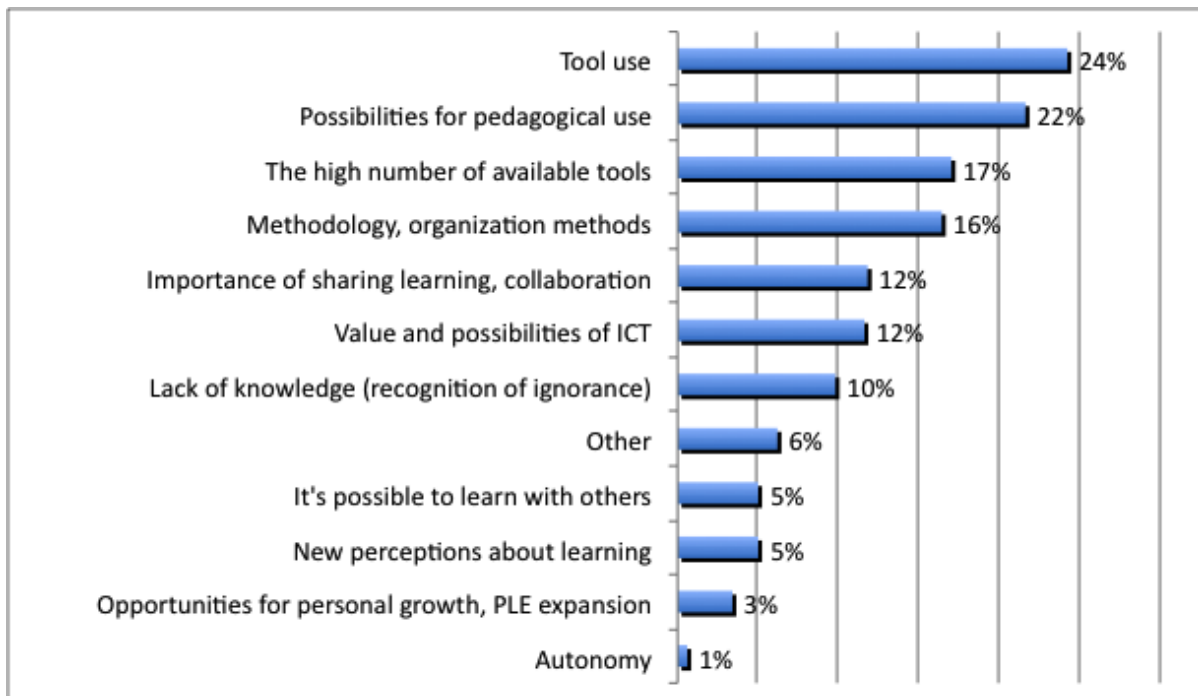 Tool use 24%
Possibilities for pedagogical use 22%
The high number of available tools 17%
Methodology, organization methods 16%
Importance of sharing learning, collaboration 12%
Value and possibilities of ICT 12%
Lack of knowledge (recognition of ignorance) 10%
Other 6%
It's possible to learn with others 5%
New perceptions about learning 5%
Opportunities for personal growth, PLE expansion 3%
Autonomy 1%